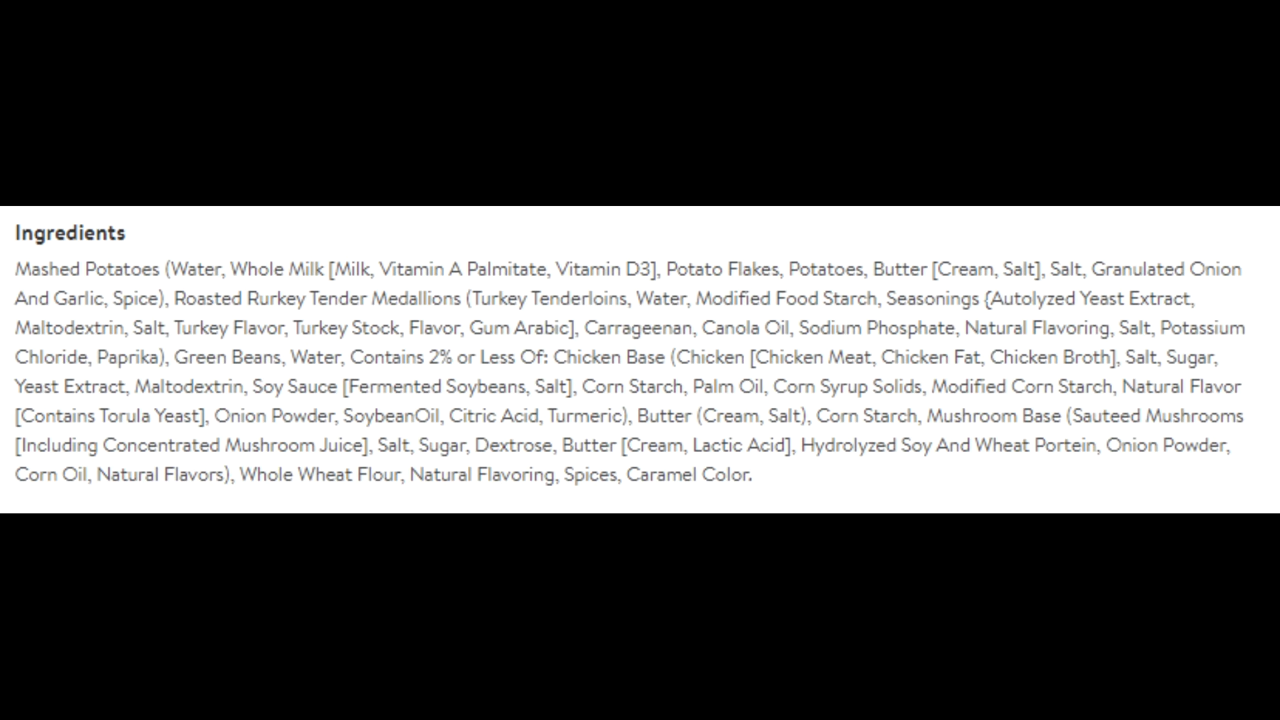 Ingredients
Mashed Potatoes (Water, Whole Milk [Milk, Vitamin A Palmitate, Vitamin D3], Potato Flakes, Potatoes, Butter [Cream, Salt], Salt, Granulated Onion
And Garlic, Spice), Roasted Rurkey Tender Medallions (Turkey Tenderloins, Water, Modified Food Starch, Seasonings {Autolyzed Yeast Extract,
Maltodextrin, Salt, Turkey Flavor, Turkey Stock, Flavor, Gum Arabic], Carrageenan, Canola Oil, Sodium Phosphate, Natural Flavoring, Salt, Potassium
Chloride, Paprika), Green Beans, Water, Contains 2% or Less Of: Chicken Base (Chicken [Chicken Meat, Chicken Fat, Chicken Broth], Salt, Sugar,
Yeast Extract, Maltodextrin, Soy Sauce [Fermented Soybeans, Salt], Corn Starch, Palm Oil, Corn Syrup Solids, Modified Corn Starch, Natural Flavor
[Contains Torula Yeast], Onion Powder, SoybeanOil, Citric Acid, Turmeric), Butter (Cream, Salt), Corn Starch, Mushroom Base (Sauteed Mushrooms
[Including Concentrated Mushroom Juice], Salt, Sugar, Dextrose, Butter [Cream, Lactic Acid], Hydrolyzed Soy And Wheat Portein, Onion Powder,
Corn Oil, Natural Flavors), Whole Wheat Flour, Natural Flavoring, Spices, Caramel Color.